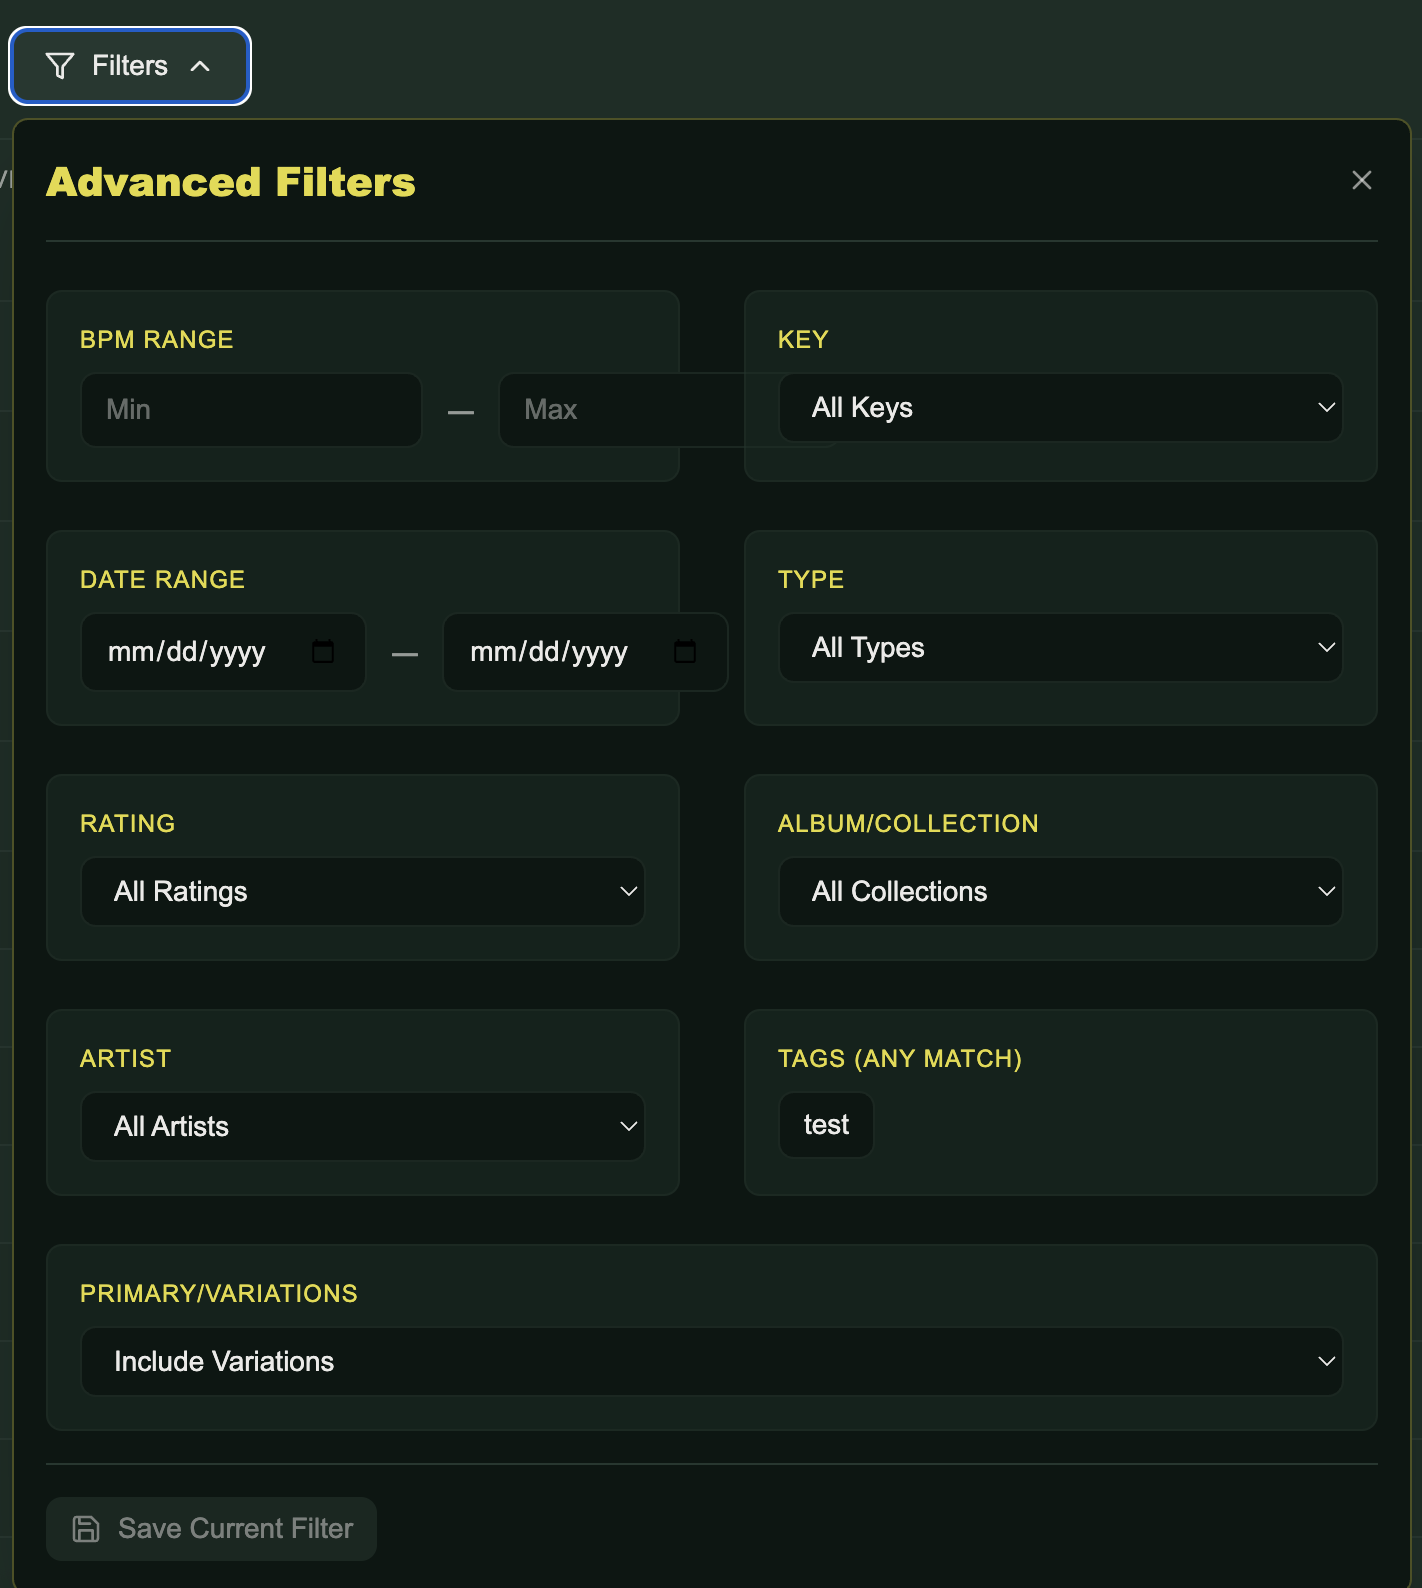 Filters
Advanced Filters
BPM RANGE
Min — Max
KEY
All Keys
DATE RANGE
mm/dd/yyyy — mm/dd/yyyy
TYPE
All Types
RATING
All Ratings
ALBUM/COLLECTION
All Collections
ARTIST
All Artists
TAGS (ANY MATCH)
test
PRIMARY/VARIATIONS
Include Variations
Save Current Filter